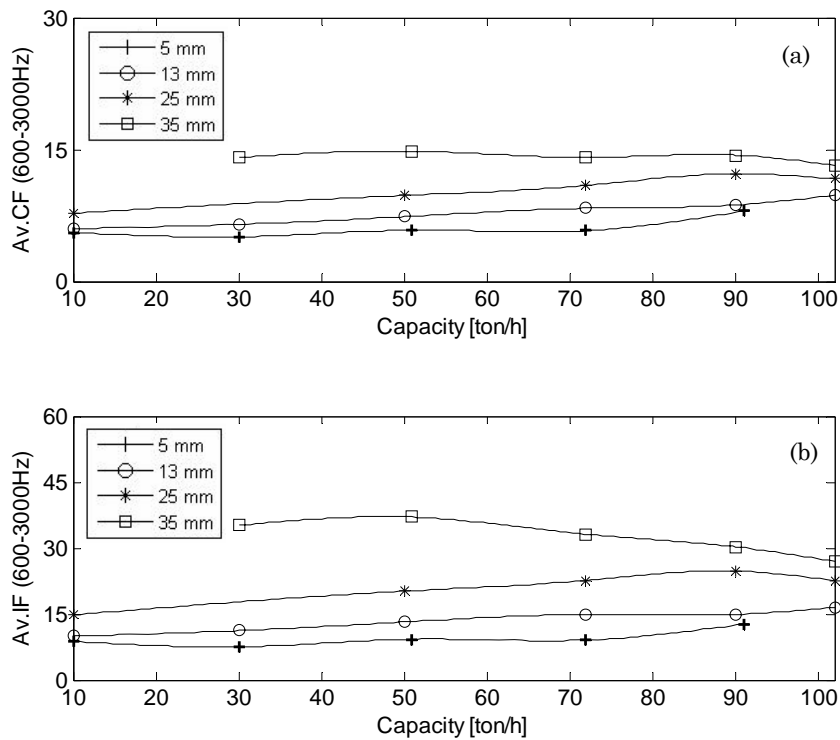 30
(a)
5 mm
13 mm
25 mm
35 mm
15
0
Av.CF (600-3000Hz)
10 20 30 40 50 60 70 80 90 100
Capacity [ton/h]
60
(b)
5 mm
13 mm
25 mm
35 mm
45
30
15
0
Av.IF (600-3000Hz)
10 20 30 40 50 60 70 80 90 100
Capacity [ton/h]